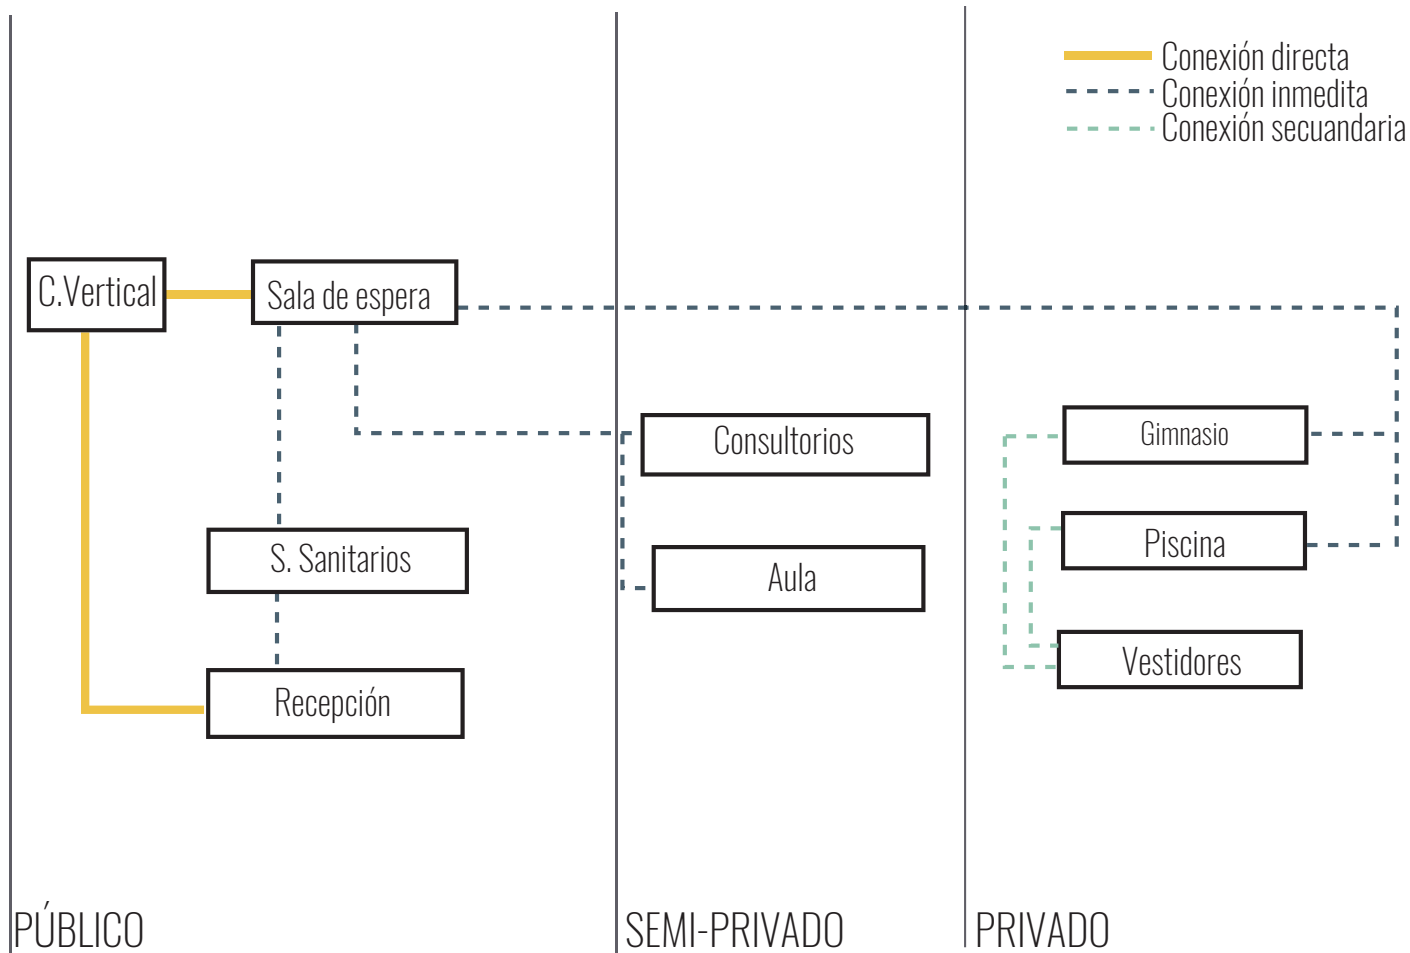 Conexión directa
Conexión inmedita
Conexión secuandaria
C.Vertical
Sala de espera
Consultorios
Gimnasio
S. Sanitarios
Aula
Piscina
Recepción
Vestidores
PÚBLICO
SEMI-PRIVADO
PRIVADO